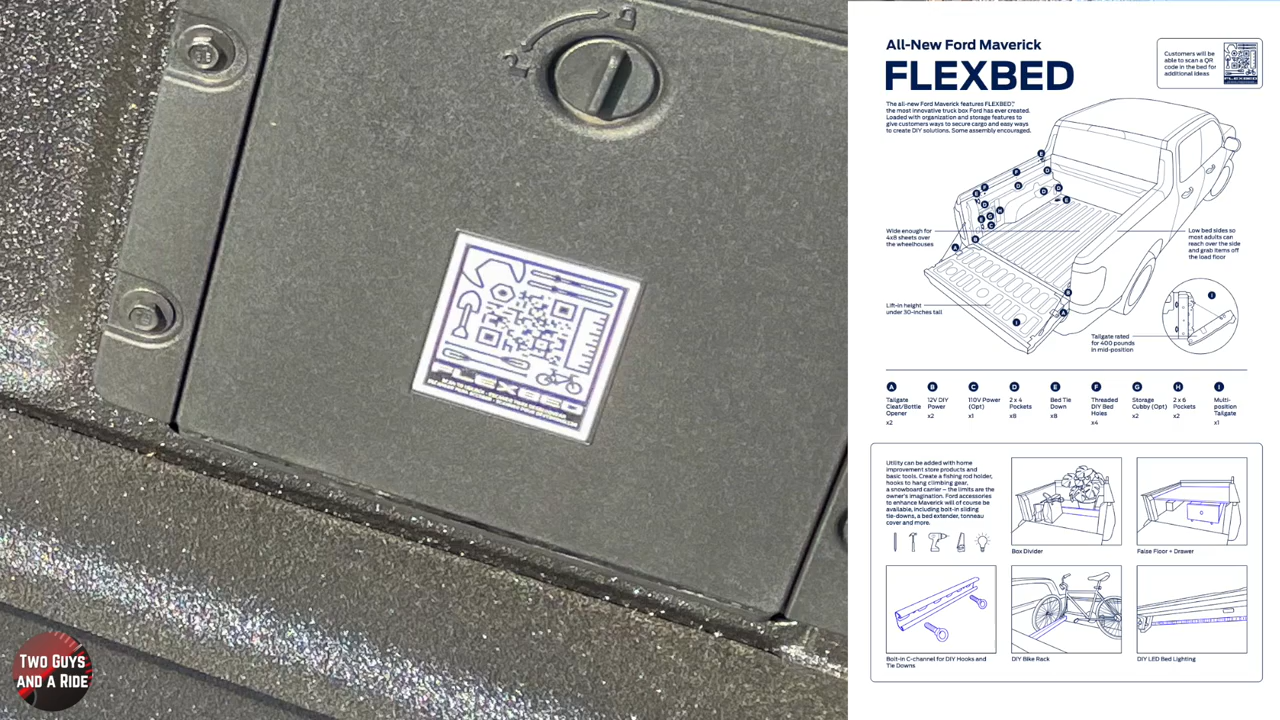 TWO GUYS
AND A RIDE
All-New Ford Maverick
FLEXBED
Customers will be
able to scan a QR
code in the bed for
additional ideas
The all-new Ford Maverick features FLEXBED,™
the most innovative truck box Ford has ever created.
Loaded with organization and storage features to
give customers ways to secure cargo and easy ways
to create DIY solutions. Some assembly encouraged.
Wide enough for
4x8 sheets over
the wheelhouses
Low bed sides so
most adults can
reach over the side
and grab items off
the load floor
Lift-in height
under 30-inches tall
Tailgate rated
for 400 pounds
in mid-position
A
Tailgate
Cleat/Bottle
Opener
x2
B
12V DIY
Power
x2
C
110V Power
(Opt)
x1
D
2 x 4
Pockets
x8
E
Bed Tie
Down
x8
F
Threaded
DIY Bed
Holes
x4
G
Storage
Cubby (Opt)
x2
H
2 x 6
Pockets
x2
I
Multi-
position
Tailgate
x1
Utility can be added with home
improvement store products and
basic tools. Create a fishing rod holder,
hooks to hang climbing gear,
a snowboard carrier – the limits are the
owner's imagination. Ford accessories
to enhance Maverick will of course be
available, including bolt-in sliding
tie-downs, a bed extender, tonneau
cover and more.
Box Divider
False Floor + Drawer
Bolt-in C-channel for DIY Hooks and
Tie Downs
DIY Bike Rack
DIY LED Bed Lighting